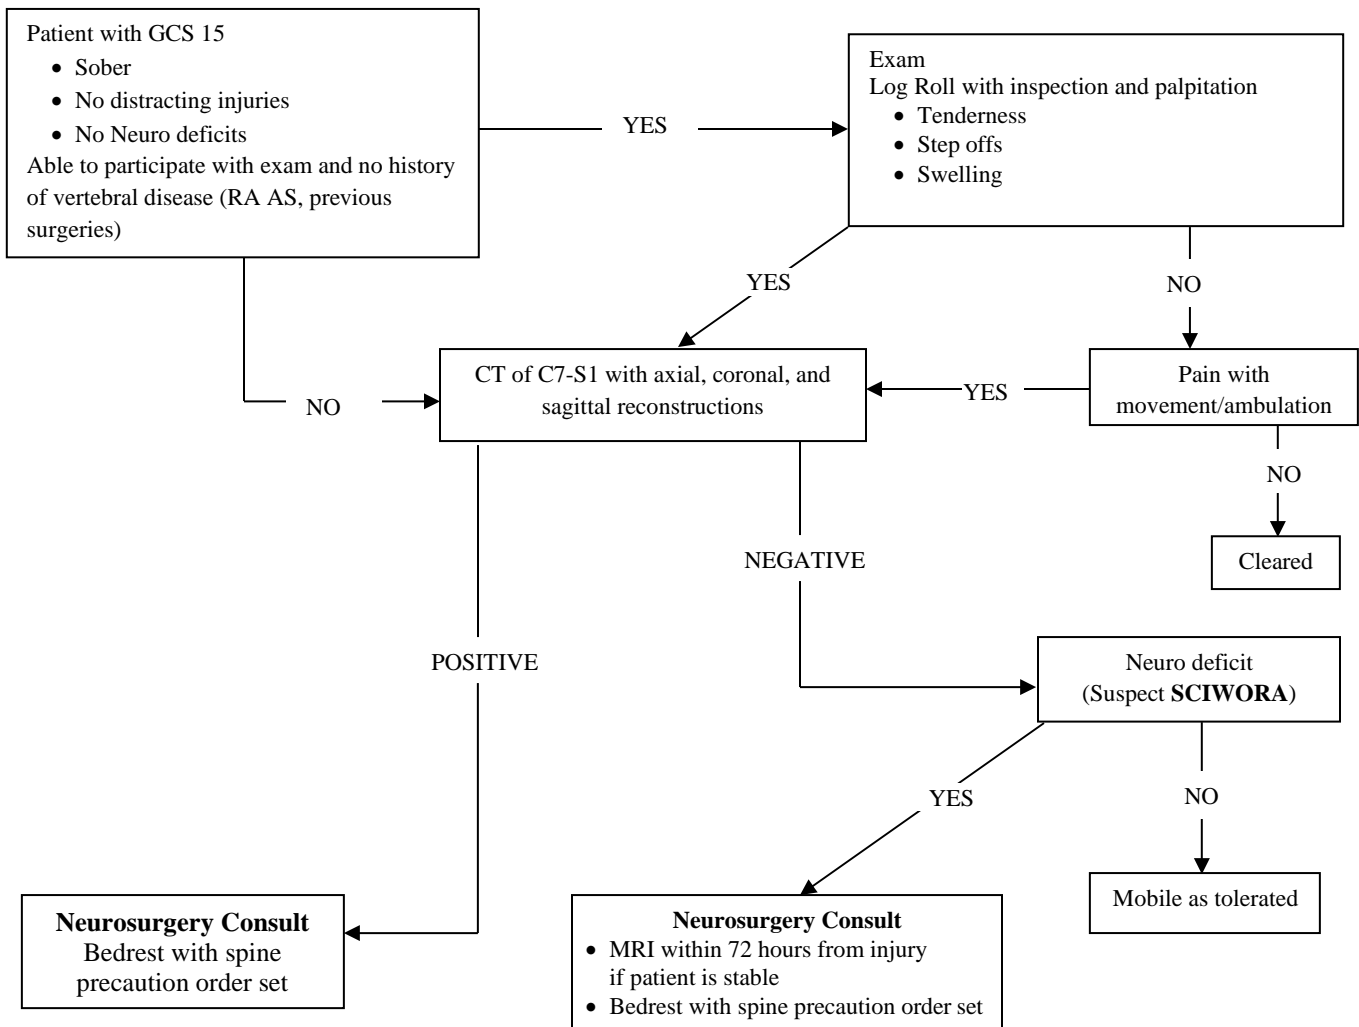 Patient with GCS 15
• Sober
• No distracting injuries
• No Neuro deficits
Able to participate with exam and no history
of vertebral disease (RA AS, previous
surgeries)
YES
Exam
Log Roll with inspection and palpitation
• Tenderness
• Step offs
• Swelling
YES
NO
NO
CT of C7-S1 with axial, coronal, and
sagittal reconstructions
YES
Pain with
movement/ambulation
NO
Cleared
NEGATIVE
POSITIVE
Neuro deficit
(Suspect SCIWORA)
YES
NO
Mobile as tolerated
Neurosurgery Consult
Bedrest with spine
precaution order set
Neurosurgery Consult
• MRI within 72 hours from injury
if patient is stable
• Bedrest with spine precaution order set